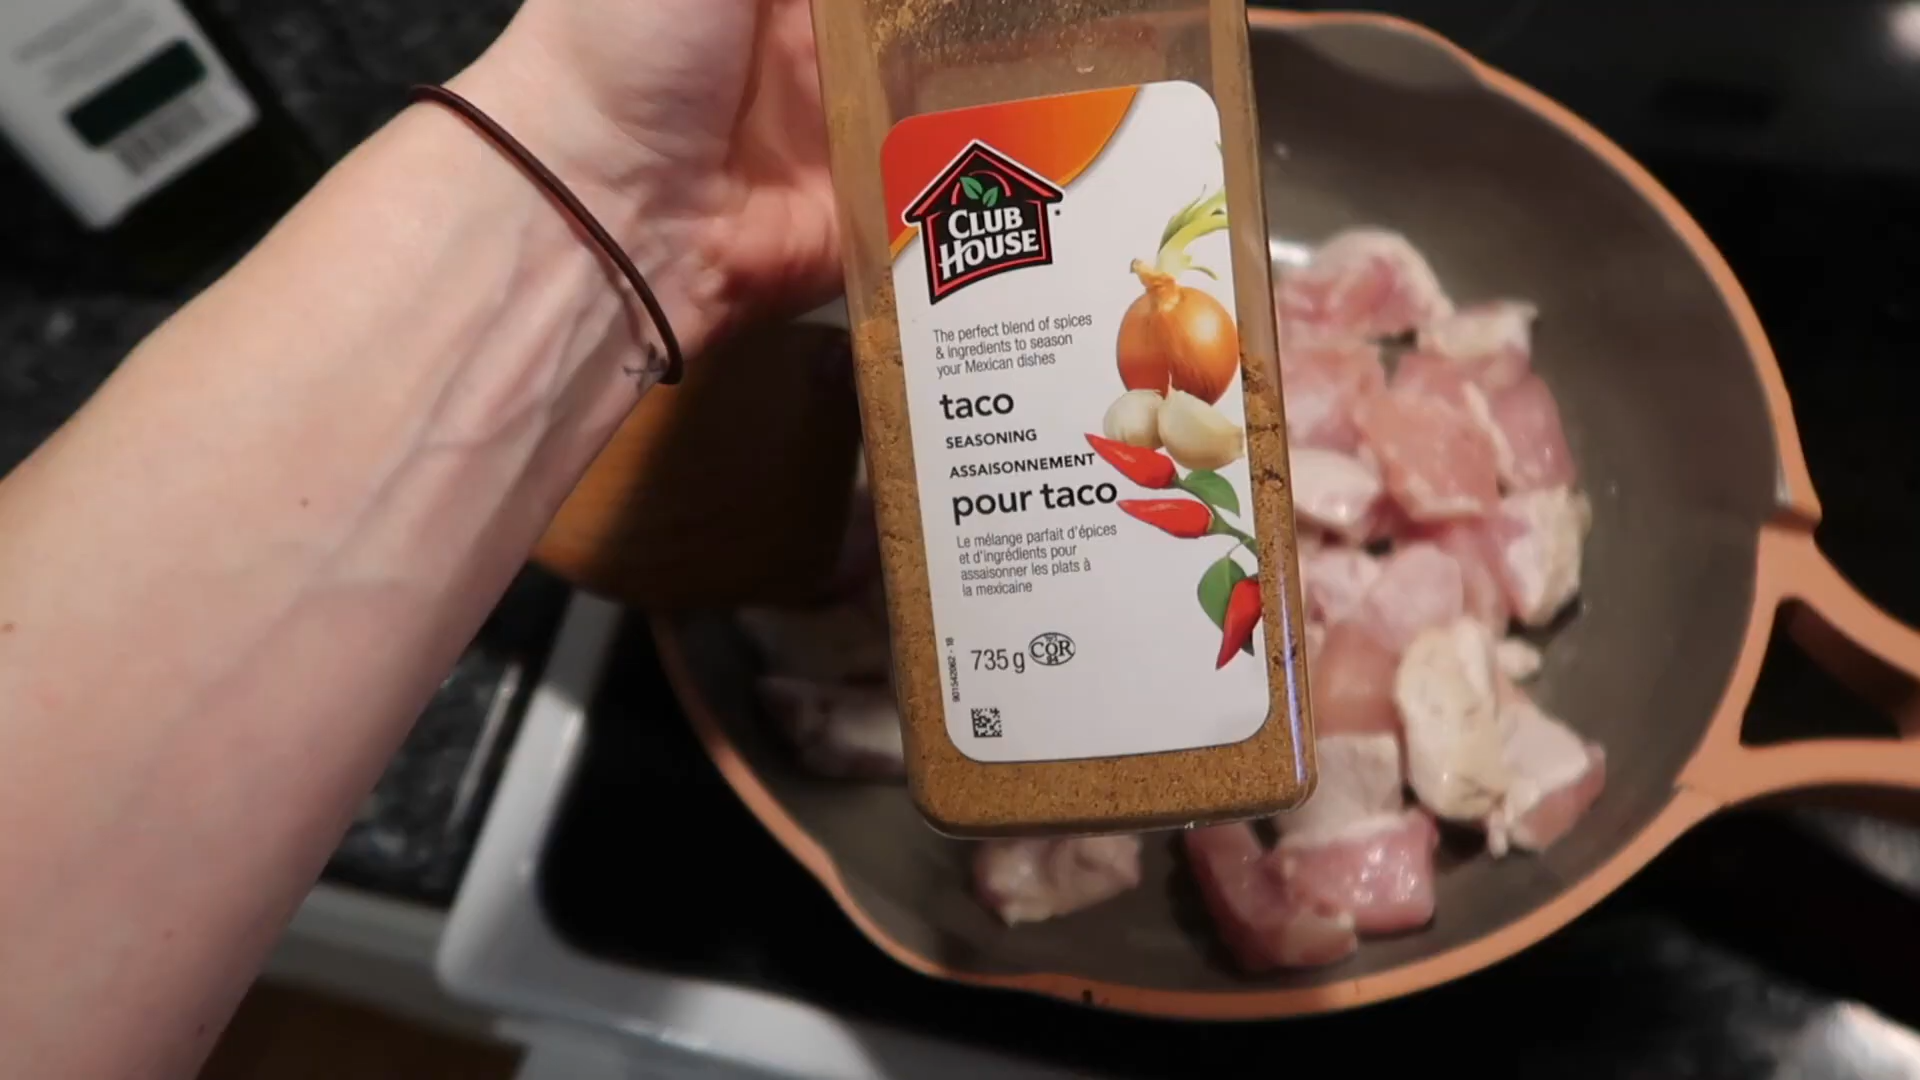 CLUB
HOUSE
The perfect blend of spices
& ingredients to season
your Mexican dishes
taco
SEASONING
ASSAISONNEMENT
pour taco
Le mélange parfait d'épices
et d'ingrédients pour
assaisonner les plats à
la mexicaine
735 g
COR